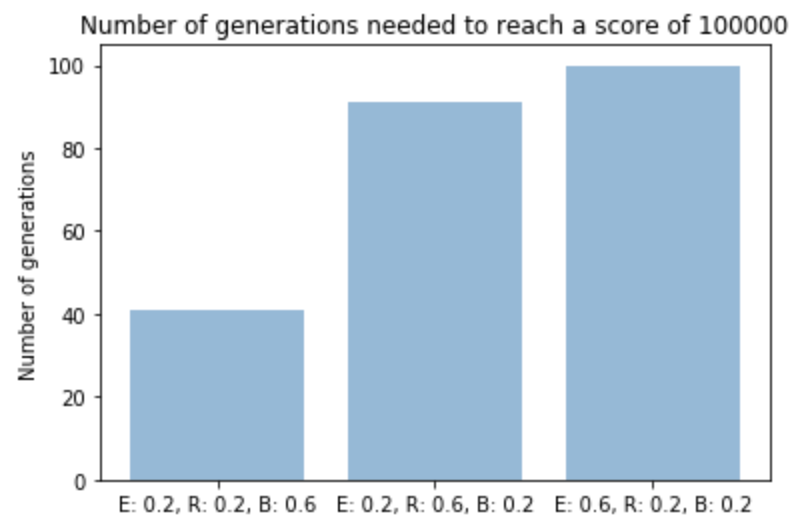 Number of generations needed to reach a score of 100000
Number of generations
100
80
60
40
20
0
E: 0.2, R: 0.2, B: 0.6
E: 0.2, R: 0.6, B: 0.2
E: 0.6, R: 0.2, B: 0.2